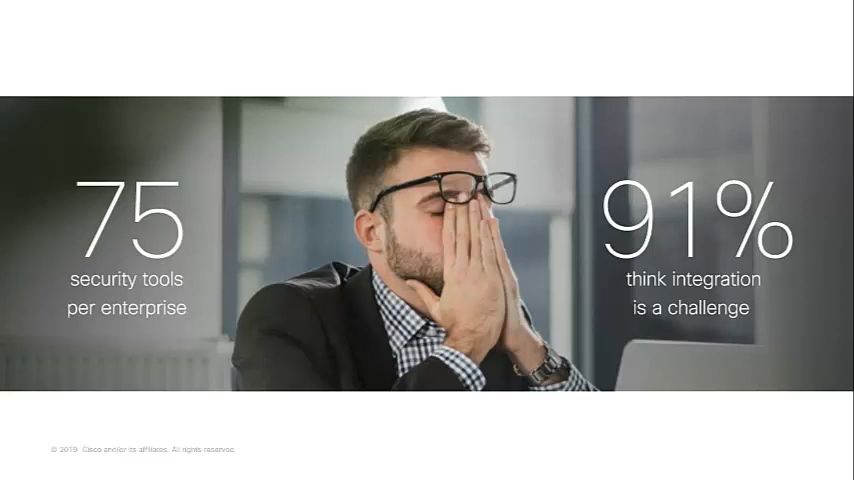 75
security tools
per enterprise
91%
think integration
is a challenge
© 2019 Cisco and/or its affiliates. All rights reserved.